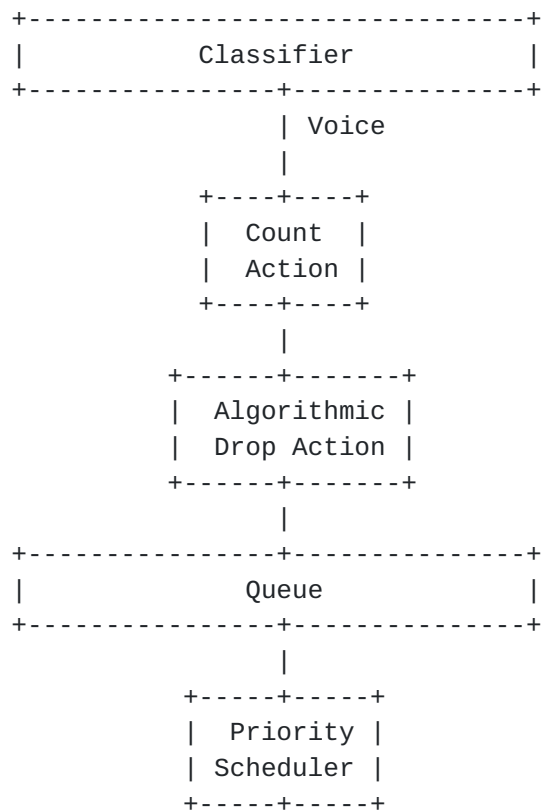 Classifier
Voice
Count
Action
Algorithmic
Drop Action
Queue
Priority
Scheduler